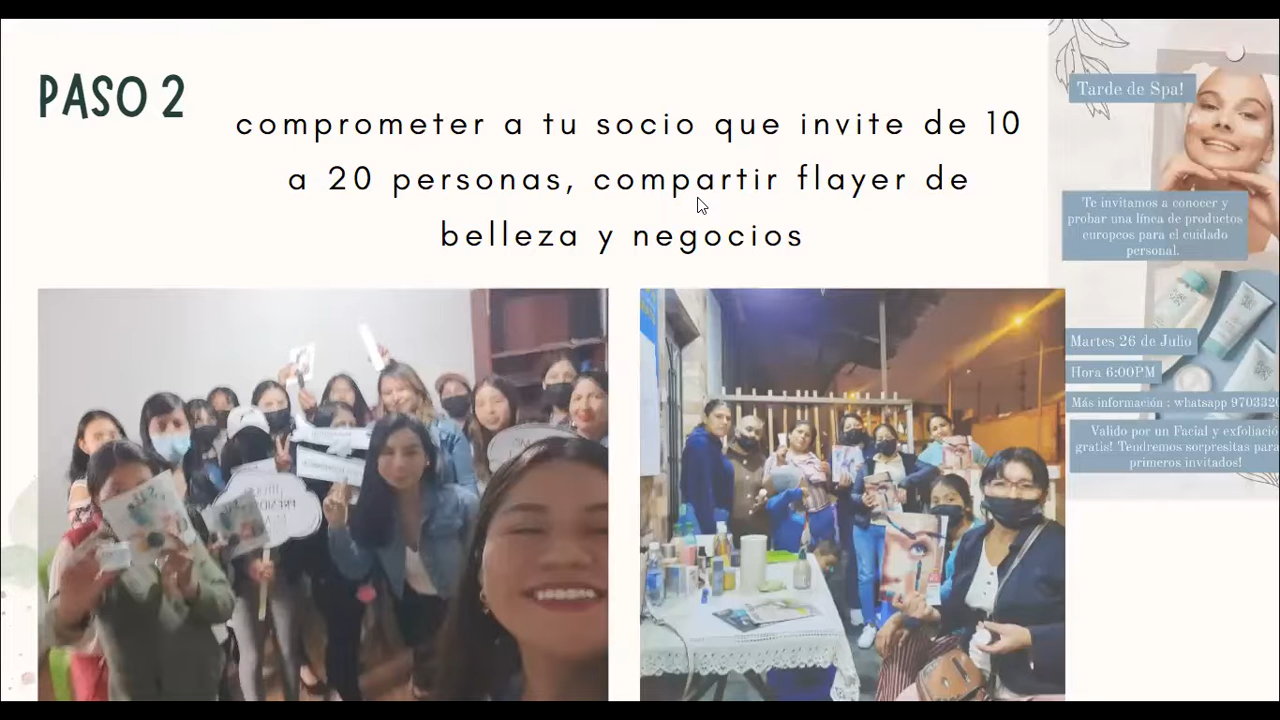 PASO 2
comprometer a tu socio que invite de 10
a 20 personas, compartir flayer de
belleza y negocios
Tarde de Spa!
Te invitamos a conocer y
probar una línea de productos
europeos para el cuidado
personal.
Martes 26 de Julio
Hora 6:00PM
Más información : whatsapp 9703320
Valido por un Facial y exfoliació
gratis! Tendremos sorpresitas para
primeros invitados!